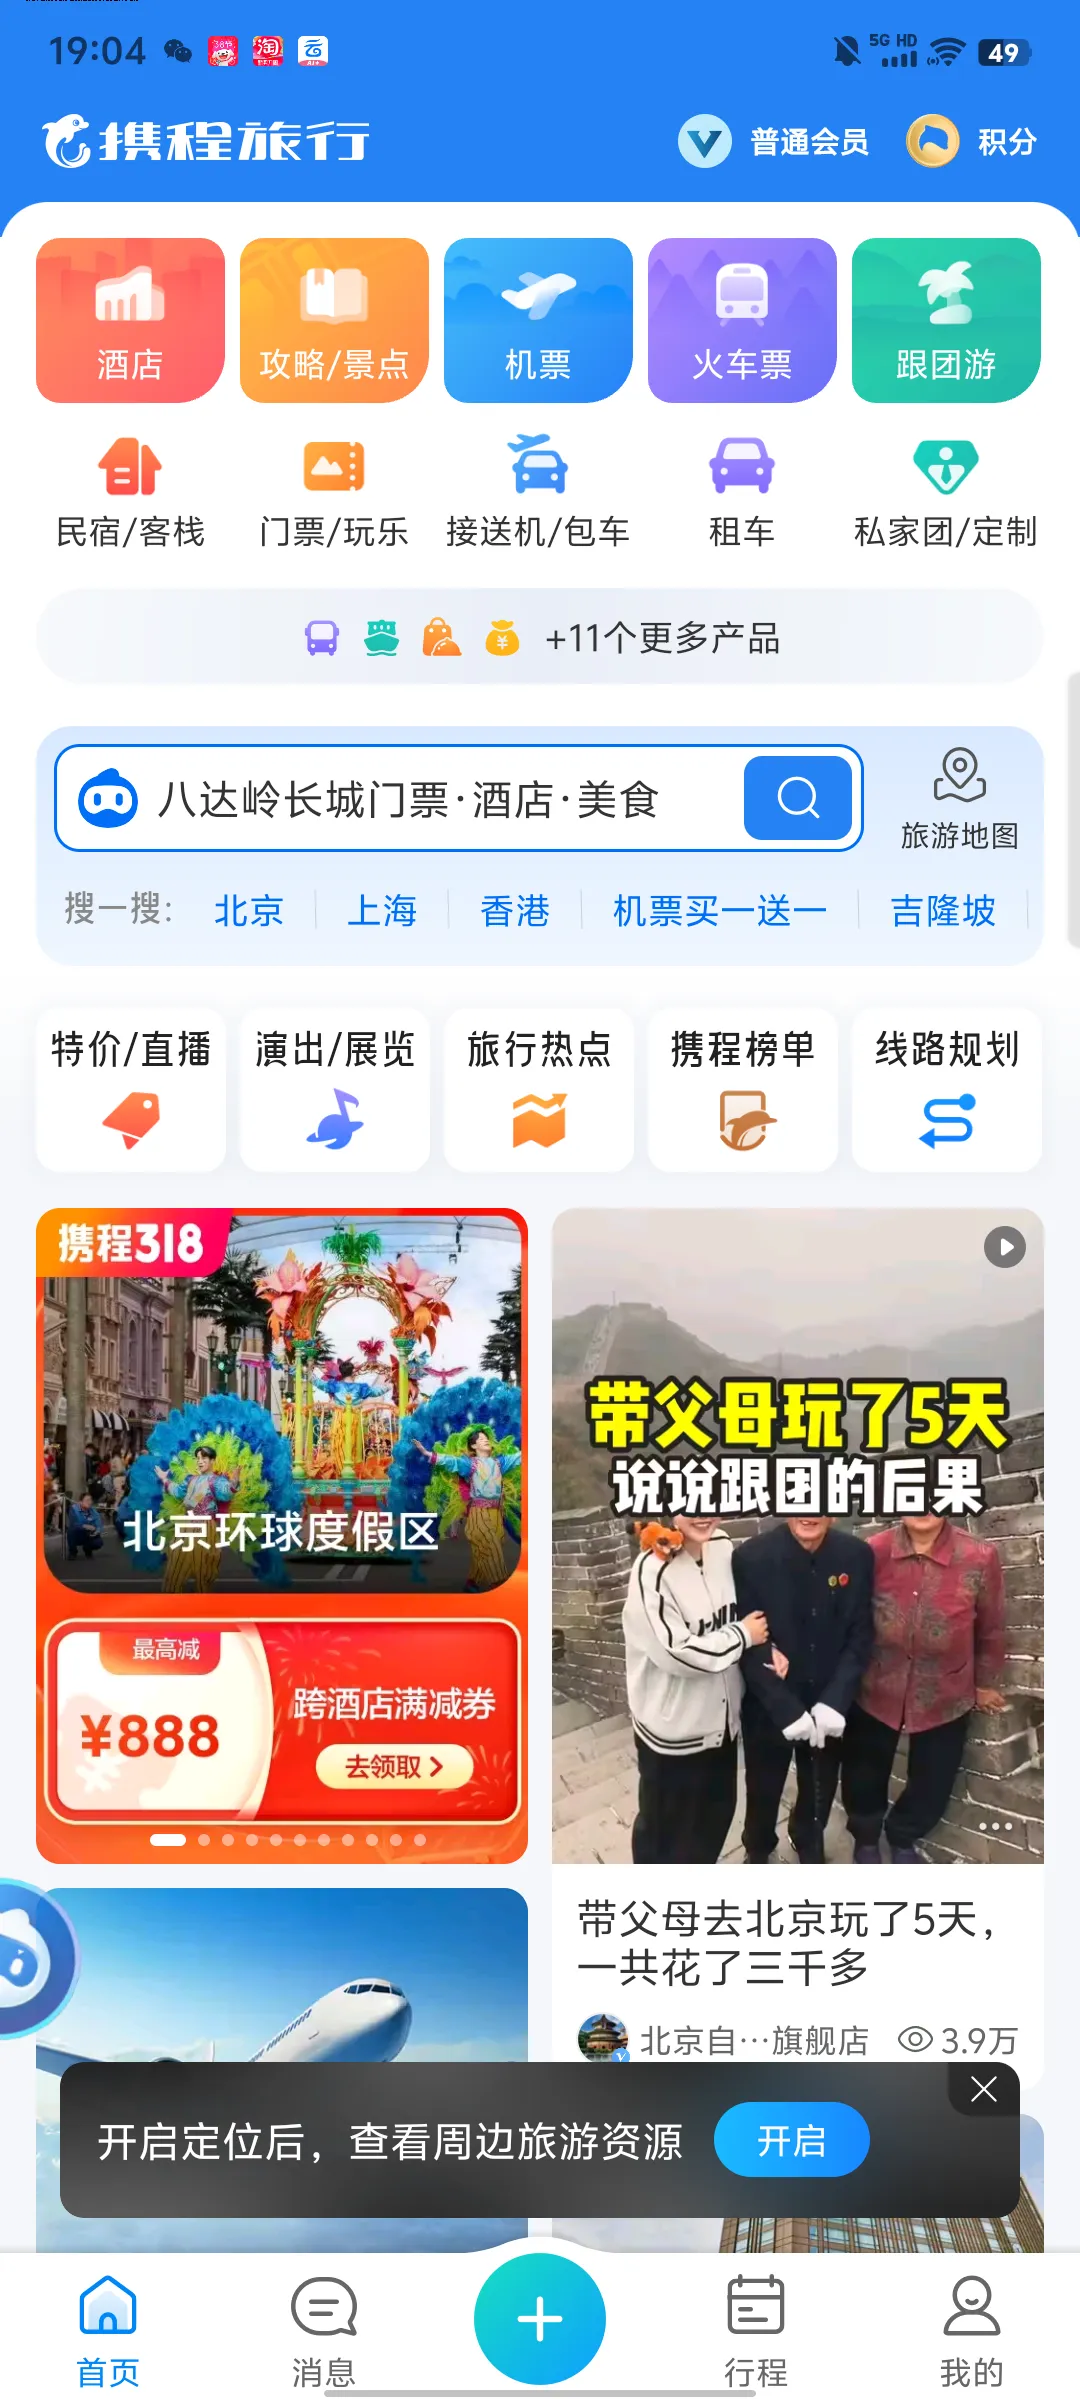 19:04
5G HD
49
携程旅行
普通会员
积分
酒店
攻略/景点
机票
火车票
跟团游
民宿/客栈
门票/玩乐
接送机/包车
租车
私家团/定制
+11个更多产品
八达岭长城门票·酒店·美食
旅游地图
搜一搜:
北京
上海
香港
机票买一送一
吉隆坡
特价/直播
演出/展览
旅行热点
携程榜单
线路规划
携程318
北京环球度假区
最高减
¥888
跨酒店满减券
去领取
带父母玩了5天
说说跟团的后果
带父母去北京玩了5天，
一共花了三千多
北京自…旗舰店
3.9万
开启定位后，查看周边旅游资源
开启
首页
消息
行程
我的